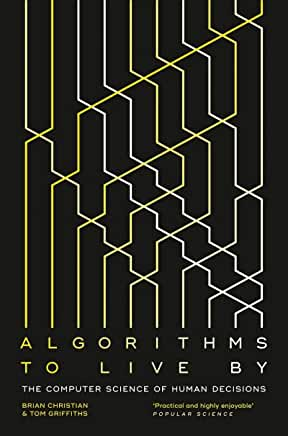 ALGORITHMS
TO LIVE BY
THE COMPUTER SCIENCE OF HUMAN DECISIONS
BRIAN CHRISTIAN
& TOM GRIFFITHS
'Practical and highly enjoyable'
POPULAR SCIENCE